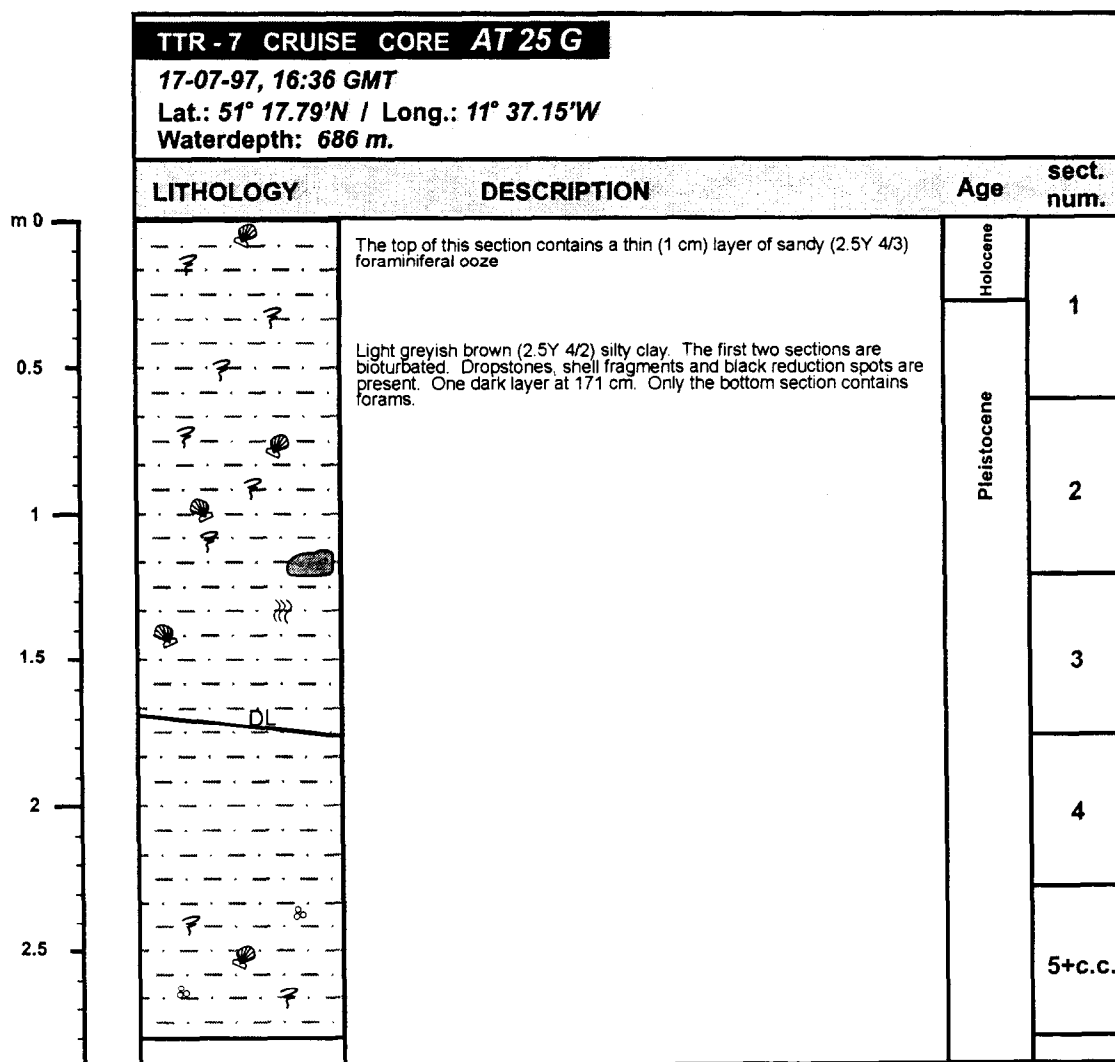 TTR - 7 CRUISE CORE AT 25 G
17-07-97, 16:36 GMT
Lat.: 51° 17.79'N / Long.: 11° 37.15'W
Waterdepth: 686 m.
LITHOLOGY DESCRIPTION Age sect. num.
m 0
The top of this section contains a thin (1 cm) layer of sandy (2.5Y 4/3)
foraminiferal ooze
Holocene
1
Light greyish brown (2.5Y 4/2) silty clay. The first two sections are
bioturbated. Dropstones, shell fragments and black reduction spots are
present. One dark layer at 171 cm. Only the bottom section contains
forams.
0.5
Pleistocene
2
1
1.5
3
DL
2
4
2.5
5+c.c.